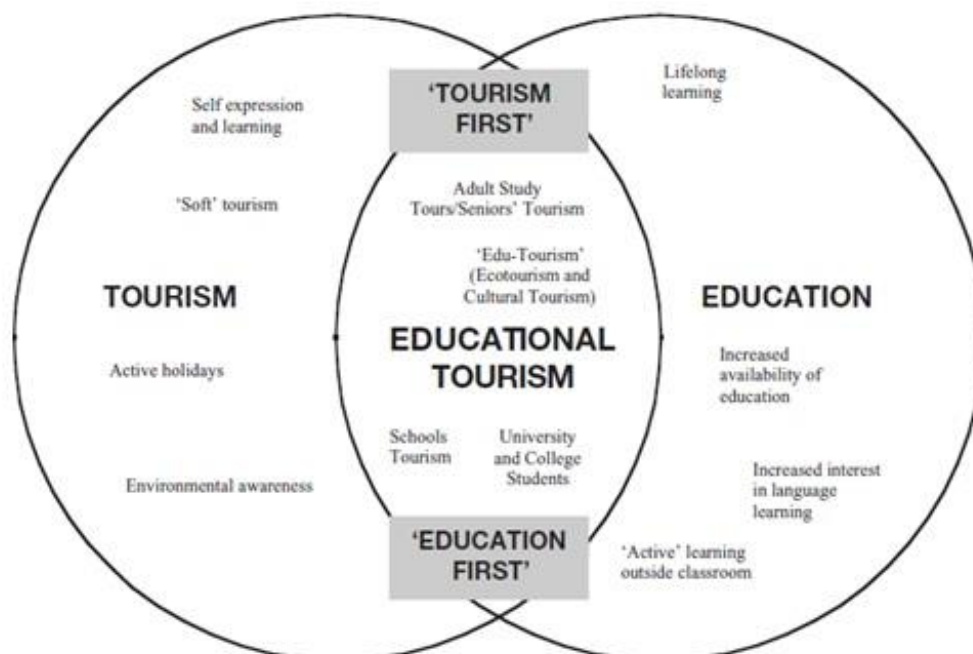 Self expression
and learning
'Soft' tourism
TOURISM
Active holidays
Environmental awareness
'TOURISM
FIRST'
Adult Study
Tours/Seniors' Tourism
'Edu-Tourism'
(Ecotourism and
Cultural Tourism)
EDUCATIONAL
TOURISM
Schools
Tourism
University
and College
Students
'EDUCATION
FIRST'
Lifelong
learning
EDUCATION
Increased
availability of
education
Increased interest
in language
learning
'Active' learning
outside classroom